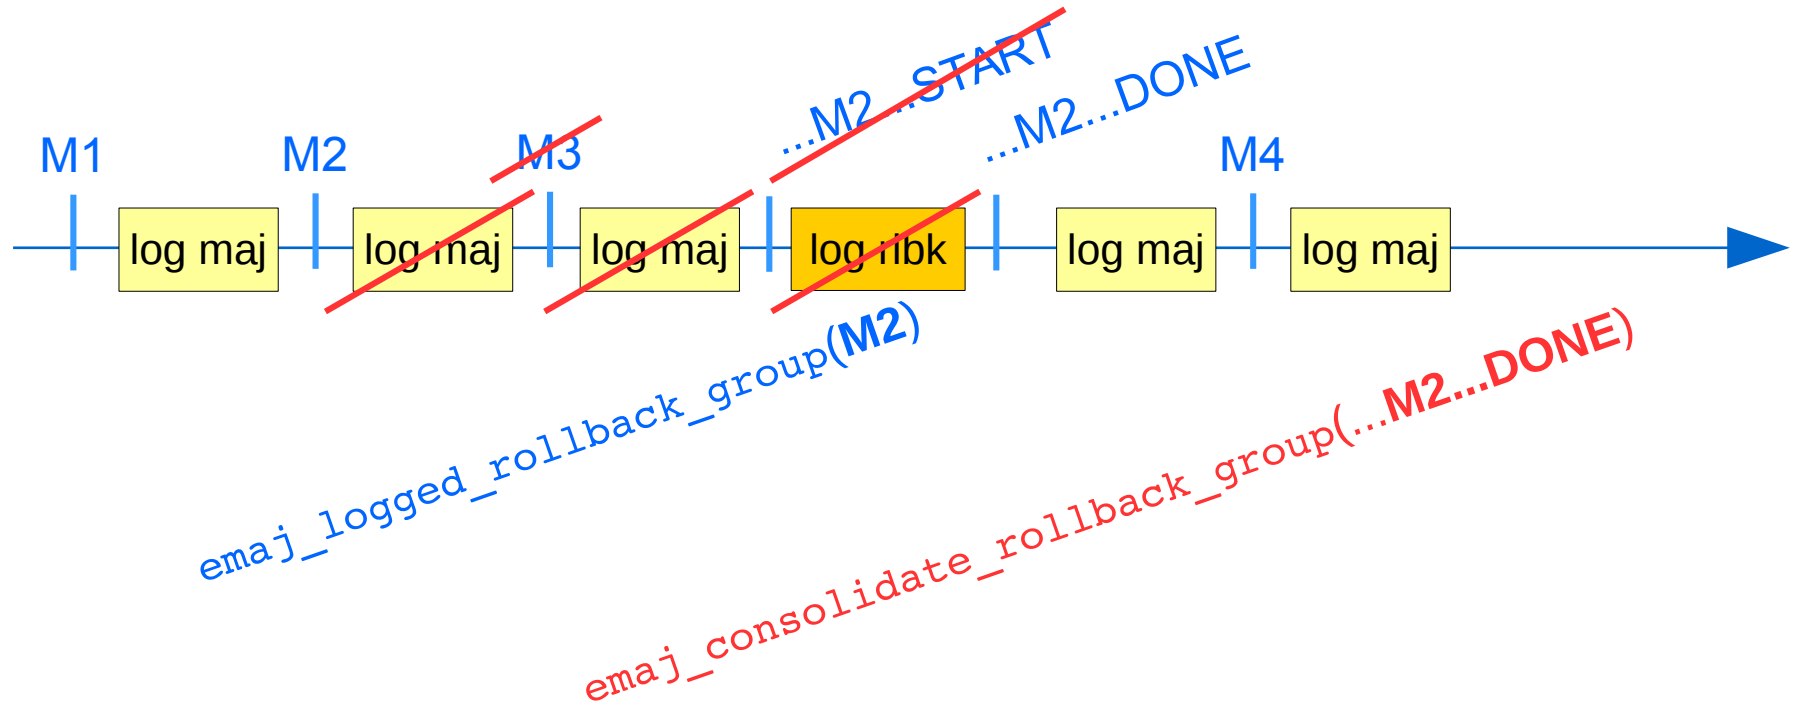 ...M2...START
...M2...DONE
M1
M2
M3
M4
log maj
log maj
log maj
log rlbk
log maj
log maj
emaj_logged_rollback_group(M2)
emaj_consolidate_rollback_group(...M2...DONE)